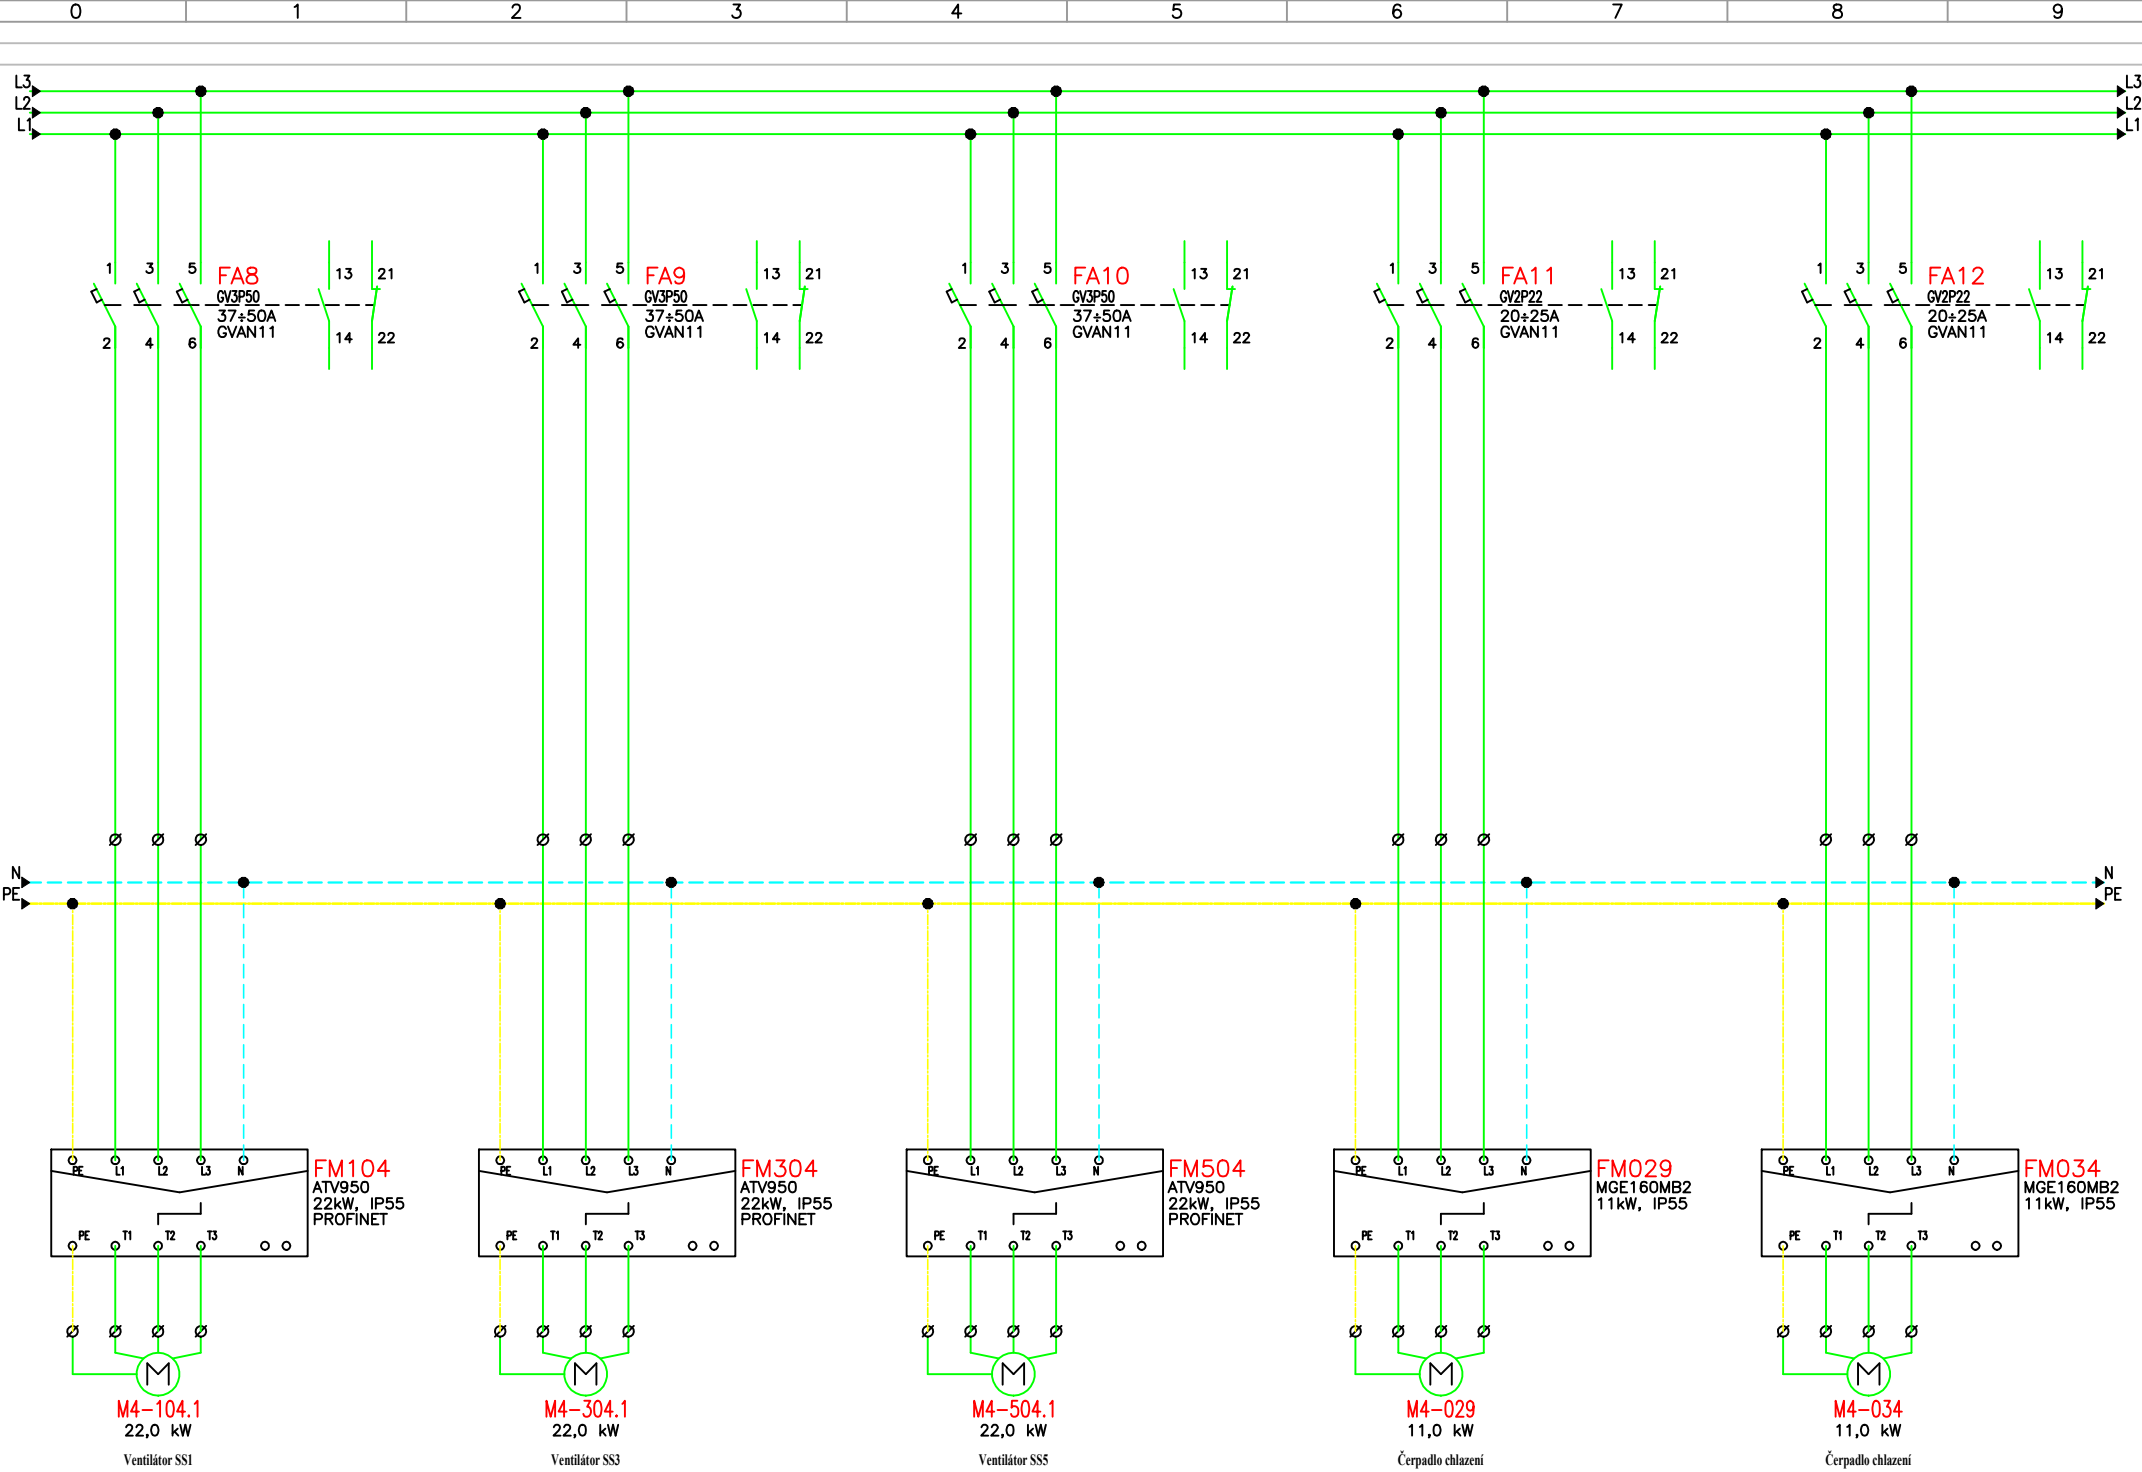 0 1 2 3 4 5 6 7 8 9
L3 L3
L2 L2
L1 L1
1 3 5 FA8 13 21 1 3 5 FA9 13 21 1 3 5 FA10 13 21 1 3 5 FA11 13 21 1 3 5 FA12 13 21
GV3P50 GV3P50 GV3P50 GV2P22 GV2P22
37÷50A 37÷50A 37÷50A 20÷25A 20÷25A
GVAN11 GVAN11 GVAN11 GVAN11 GVAN11
2 4 6 14 22 2 4 6 14 22 2 4 6 14 22 2 4 6 14 22 2 4 6 14 22
N N
PE PE
PE L1 L2 L3 N FM104 PE L1 L2 L3 N FM304 PE L1 L2 L3 N FM504 PE L1 L2 L3 N FM029 PE L1 L2 L3 N FM034
ATV950 ATV950 ATV950 MGE160MB2 MGE160MB2
22kW, IP55 22kW, IP55 22kW, IP55 11kW, IP55 11kW, IP55
PROFINET PROFINET PROFINET
PE T1 T2 T3 PE T1 T2 T3 PE T1 T2 T3 PE T1 T2 T3 PE T1 T2 T3
M M M M M
M4-104.1 M4-304.1 M4-504.1 M4-029 M4-034
22,0 kW 22,0 kW 22,0 kW 11,0 kW 11,0 kW
Ventilátor SS1 Ventilátor SS3 Ventilátor SS5 Čerpadlo chlazení Čerpadlo chlazení